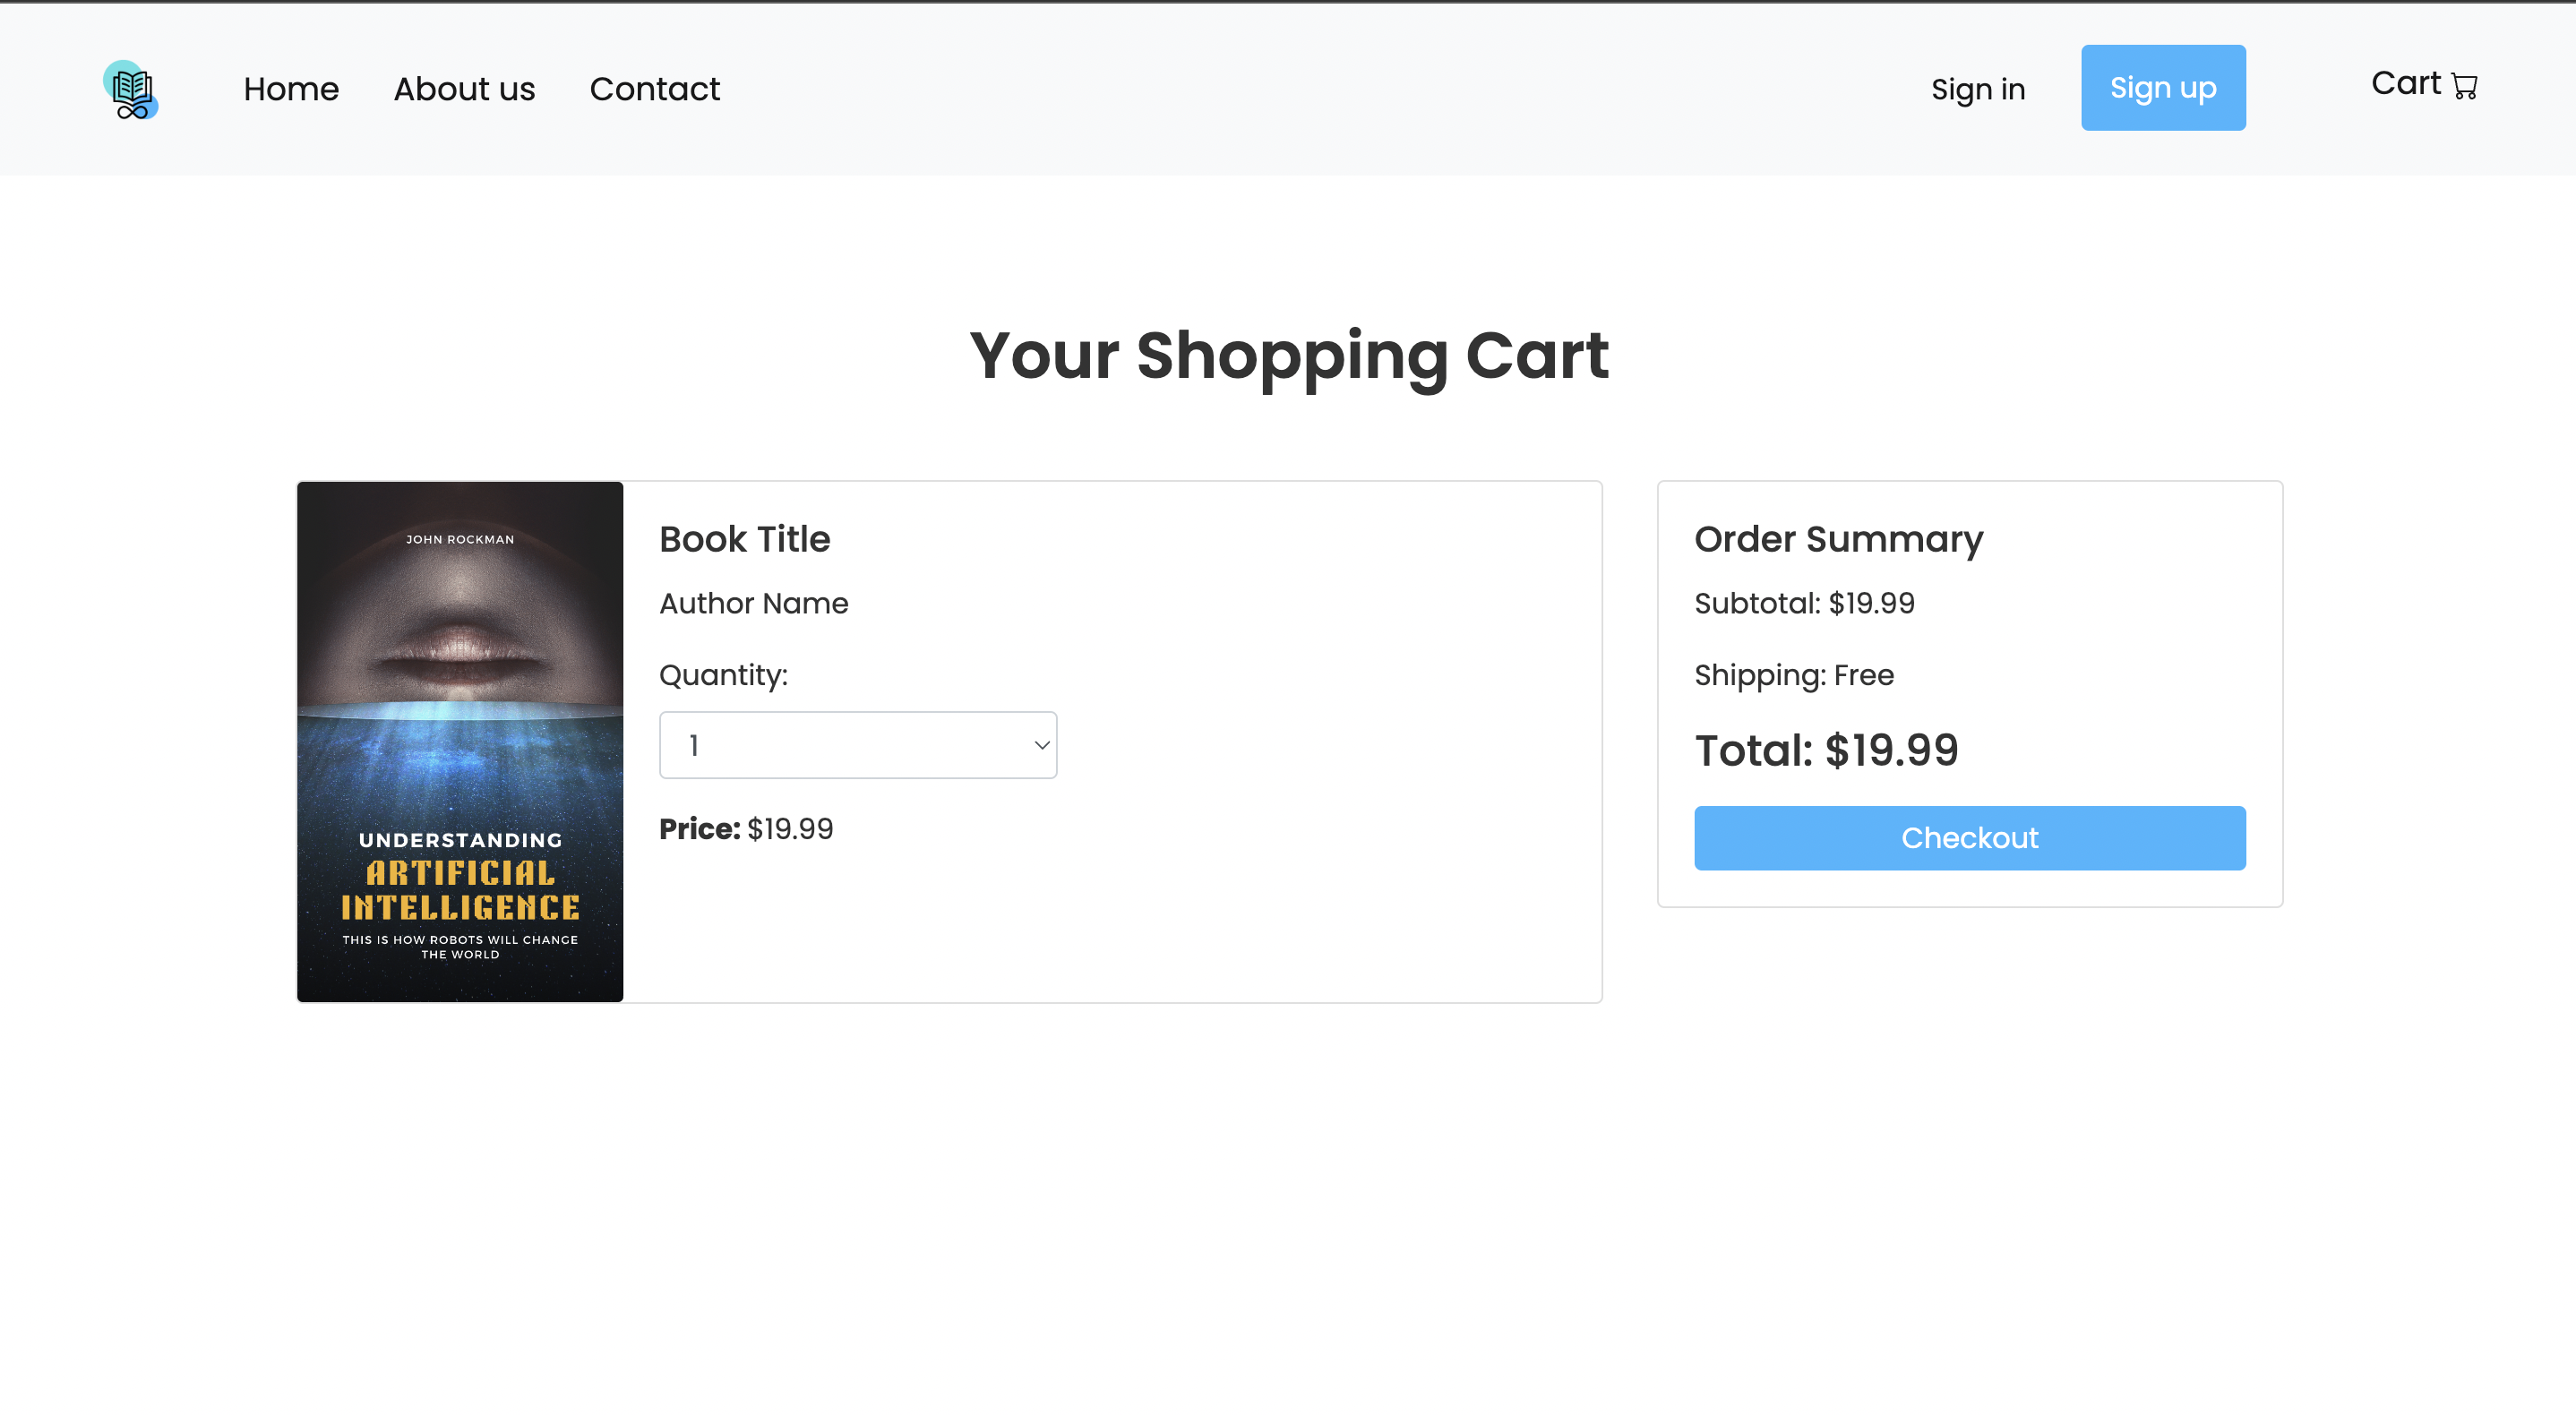 Home About us Contact Sign in Sign up Cart
Your Shopping Cart
JOHN ROCKMAN
UNDERSTANDING
ARTIFICIAL
INTELLIGENCE
THIS IS HOW ROBOTS WILL CHANGE
THE WORLD
Book Title
Author Name
Quantity:
1
Price: $19.99
Order Summary
Subtotal: $19.99
Shipping: Free
Total: $19.99
Checkout